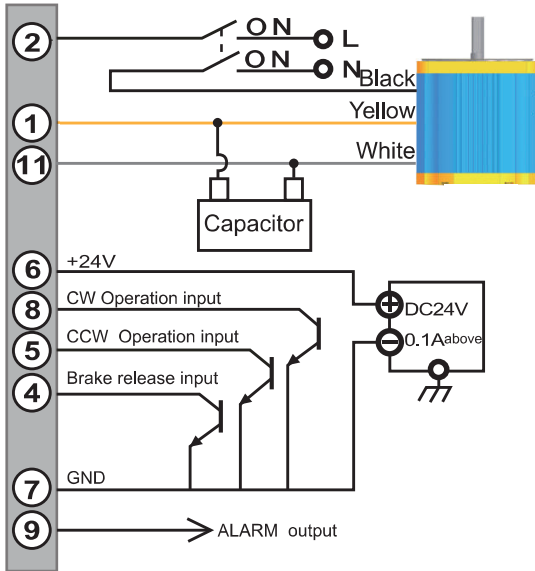 2
ON L
ON N
Black
1
Yellow
11
White
Capacitor
6
+24V
8
CW Operation input
DC24V
5
CCW Operation input
0.1Aabove
4
Brake release input
7
GND
9
ALARM output